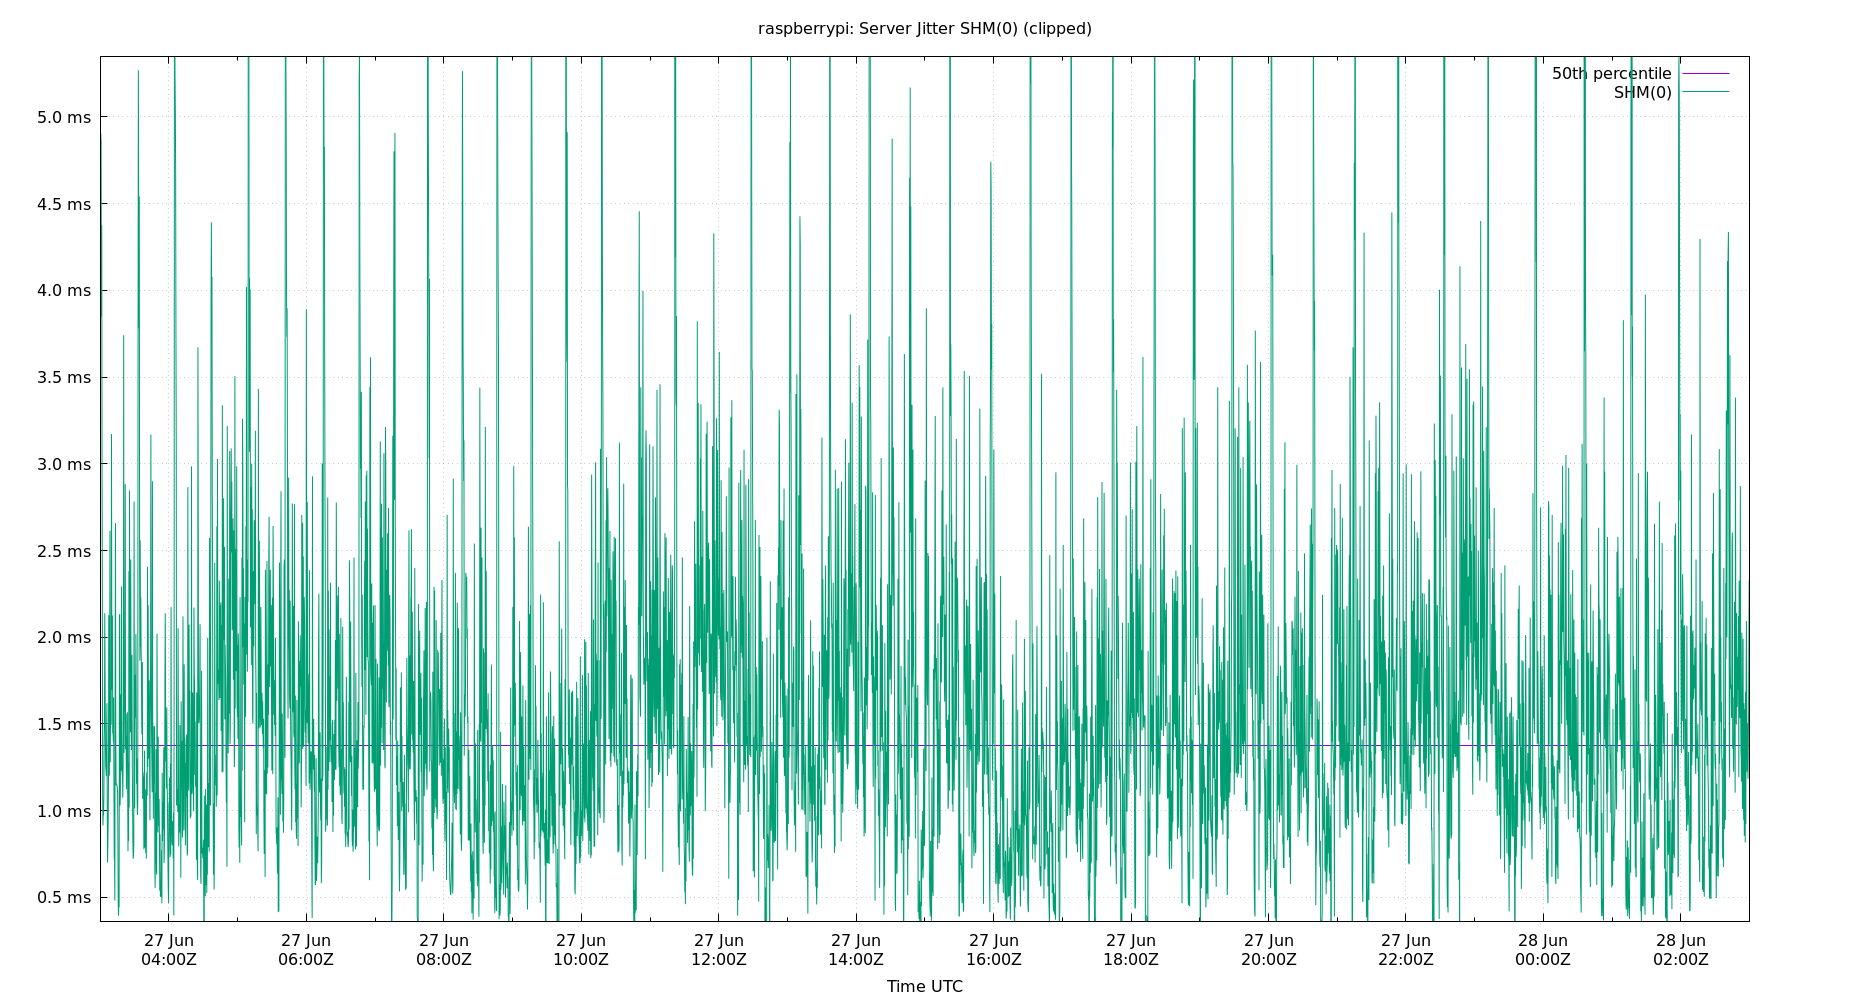 raspberrypi: Server Jitter SHM(0) (clipped)
50th percentile
SHM(0)
5.0 ms
4.5 ms
4.0 ms
3.5 ms
3.0 ms
2.5 ms
2.0 ms
1.5 ms
1.0 ms
0.5 ms
27 Jun 27 Jun 27 Jun 27 Jun 27 Jun 27 Jun 27 Jun 27 Jun 27 Jun 27 Jun 28 Jun 28 Jun
04:00Z 06:00Z 08:00Z 10:00Z 12:00Z 14:00Z 16:00Z 18:00Z 20:00Z 22:00Z 00:00Z 02:00Z
Time UTC